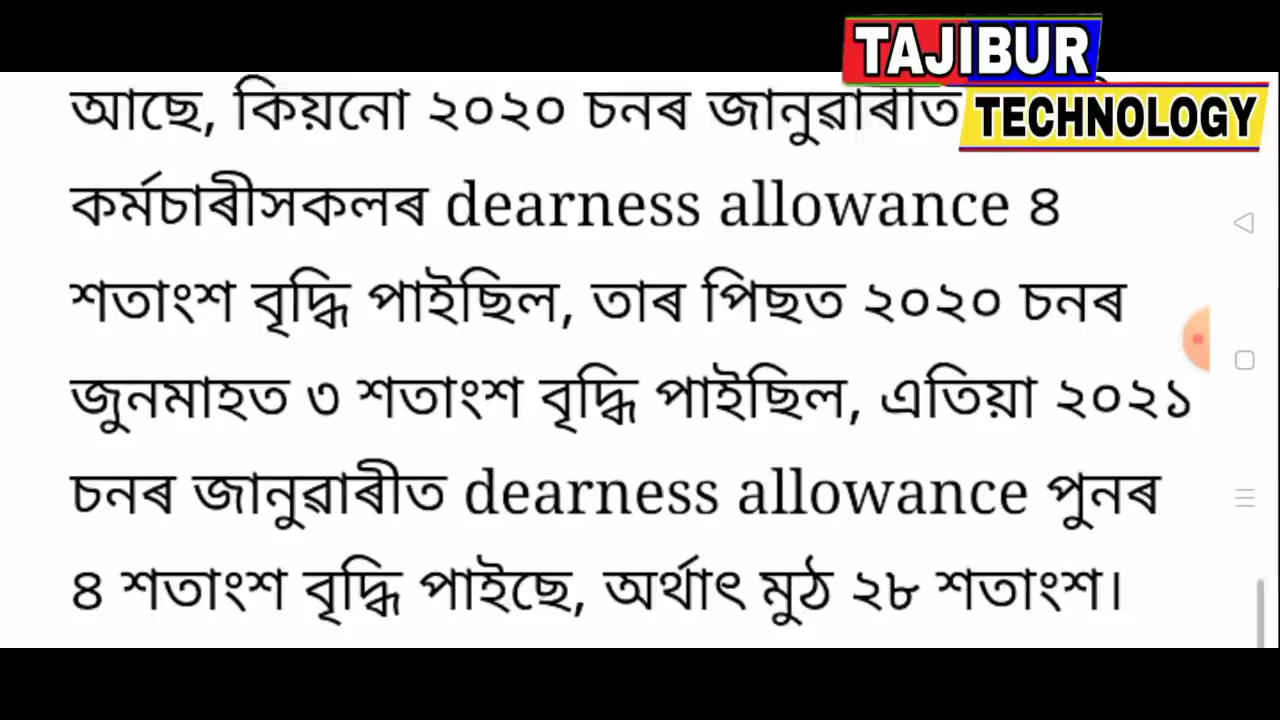 TAJIBUR
TECHNOLOGY
আছে, কিয়নো ২০২০ চনৰ জানুৱাৰীত
কৰ্মচাৰীসকলৰ dearness allowance ৪
শতাংশ বৃদ্ধি পাইছিল, তাৰ পিছত ২০২০ চনৰ
জুনমাহত ৩ শতাংশ বৃদ্ধি পাইছিল, এতিয়া ২০২১
চনৰ জানুৱাৰীত dearness allowance পুনৰ
৪ শতাংশ বৃদ্ধি পাইছে, অৰ্থাৎ মুঠ ২৮ শতাংশ।